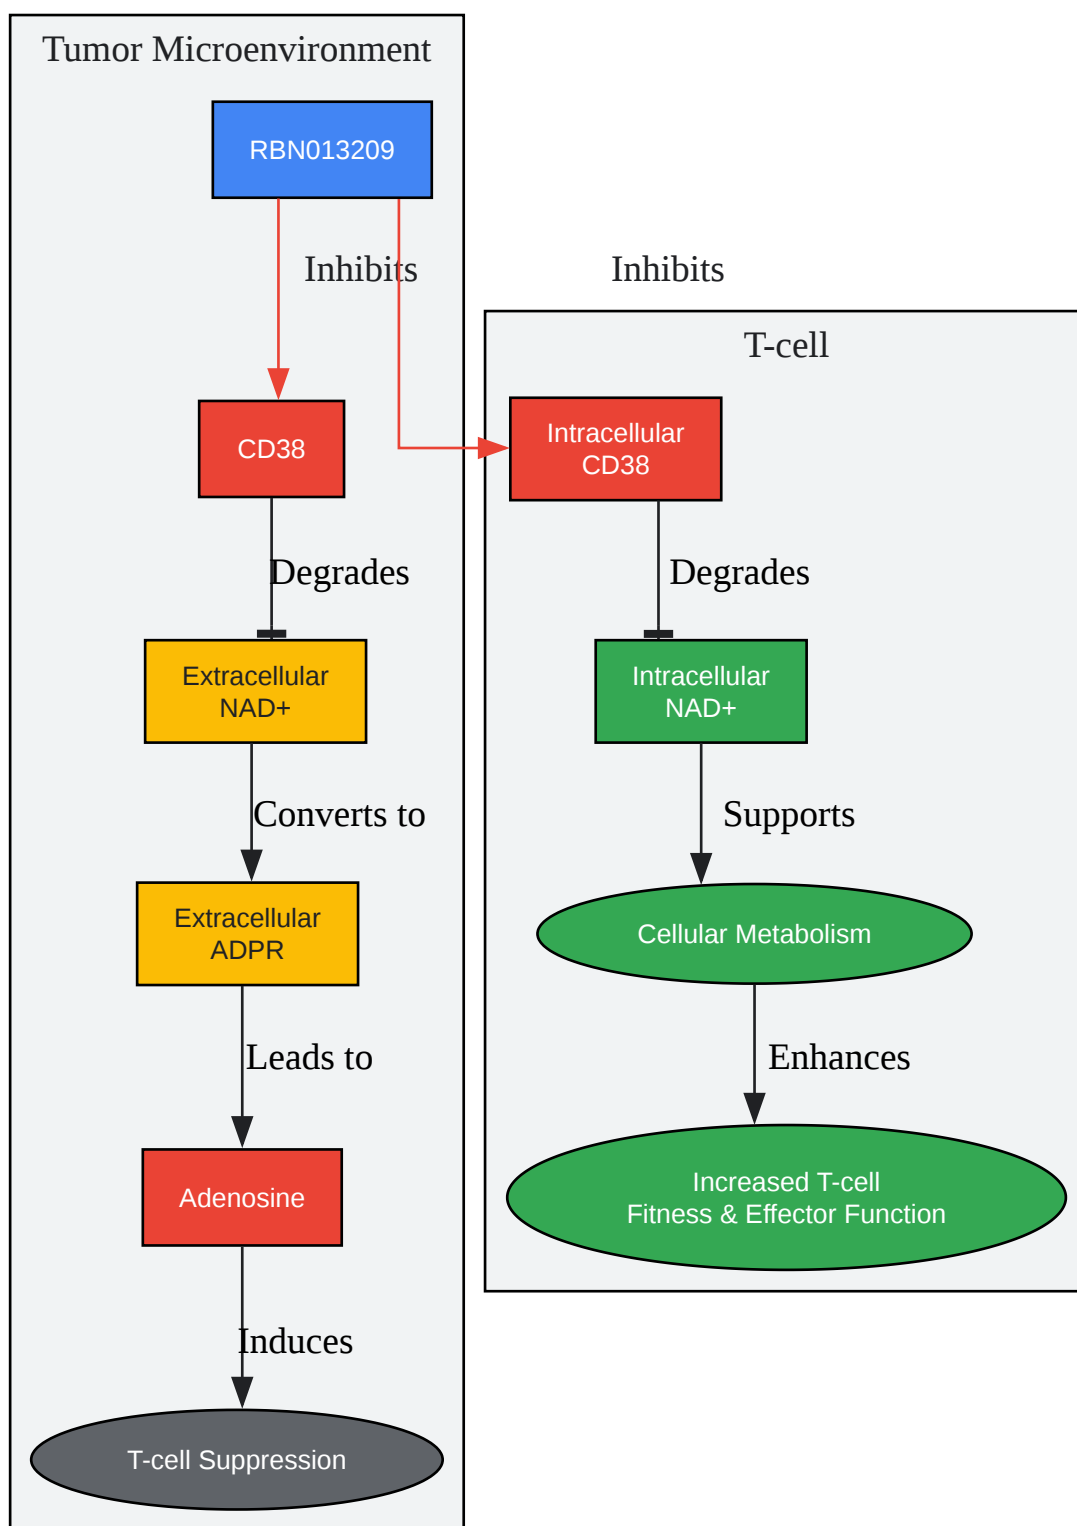 Tumor Microenvironment
RBN013209
Inhibits
CD38
Degrades
Extracellular
NAD+
Converts to
Extracellular
ADPR
Leads to
Adenosine
Induces
T-cell Suppression
Inhibits
T-cell
Intracellular
CD38
Degrades
Intracellular
NAD+
Supports
Cellular Metabolism
Enhances
Increased T-cell
Fitness & Effector Function